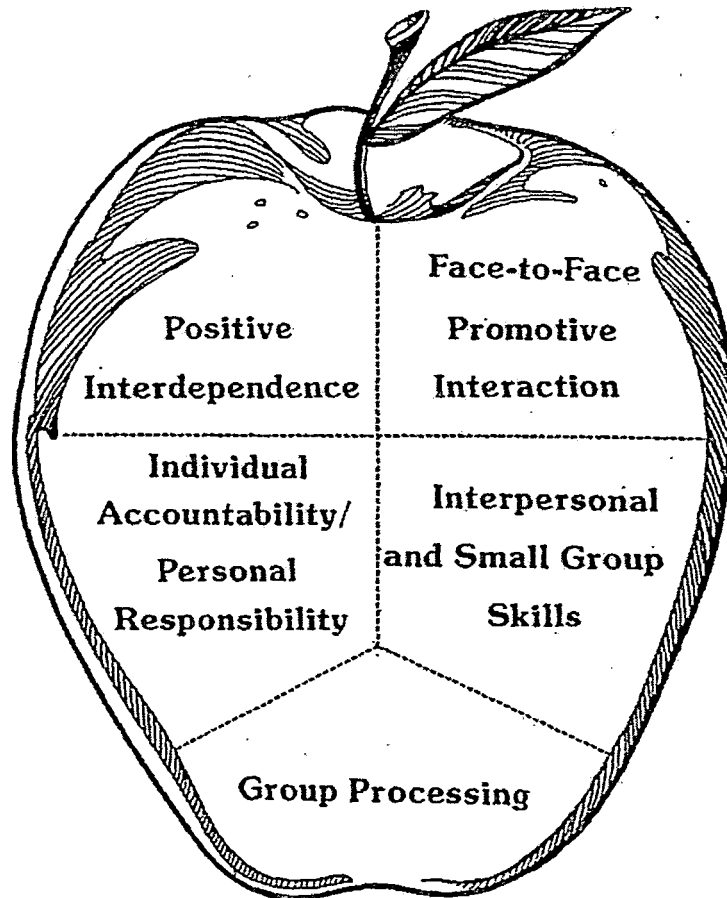 Positive
Interdependence
Face-to-Face
Promotive
Interaction
Individual
Accountability/
Personal
Responsibility
Interpersonal
and Small Group
Skills
Group Processing